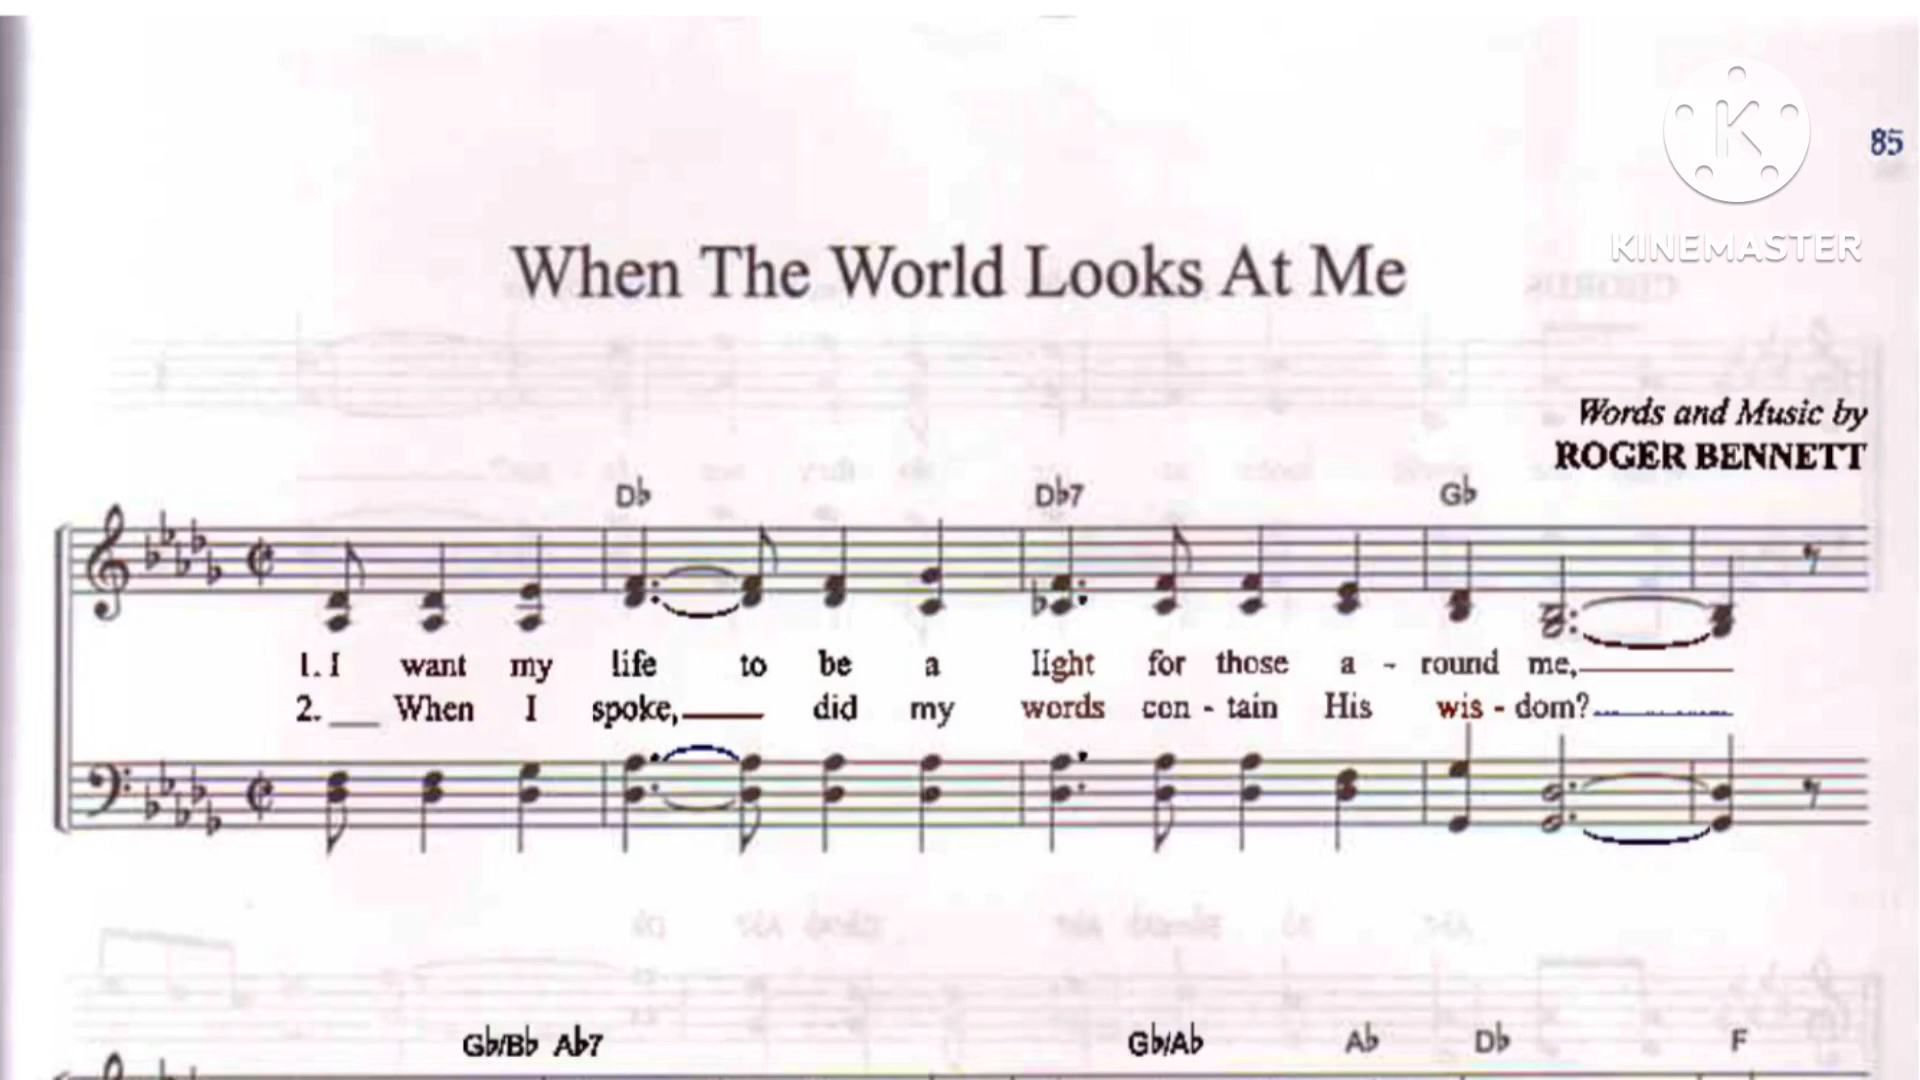 KINEMASTER
85
When The World Looks At Me
Words and Music by
ROGER BENNETT
Db Db7 Gb
1. I want my life to be a light for those a - round me,
2. When I spoke, did my words con - tain His wis - dom?
Gb/Bb Ab7 Gb/Ab Ab Db F